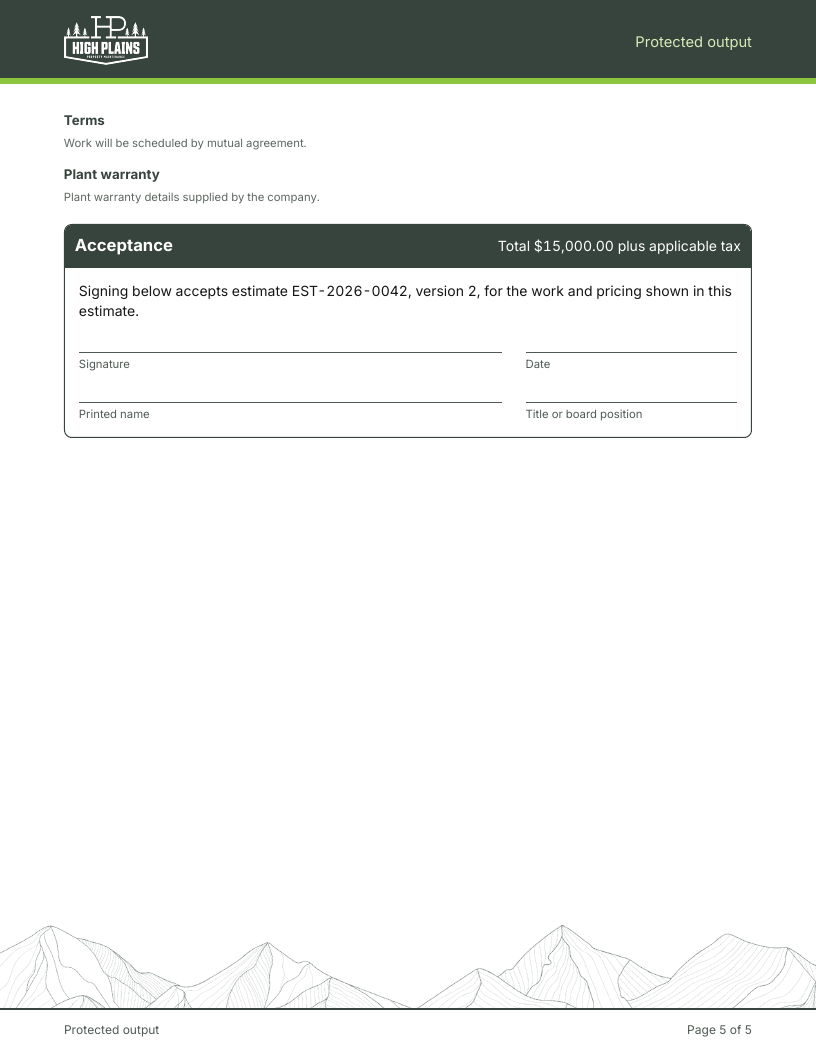 HP
HIGH PLAINS
PROPERTY MAINTENANCE
Protected output
Terms
Work will be scheduled by mutual agreement.
Plant warranty
Plant warranty details supplied by the company.
Acceptance
Total $15,000.00 plus applicable tax
Signing below accepts estimate EST-2026-0042, version 2, for the work and pricing shown in this
estimate.
Signature
Date
Printed name
Title or board position
Protected output
Page 5 of 5